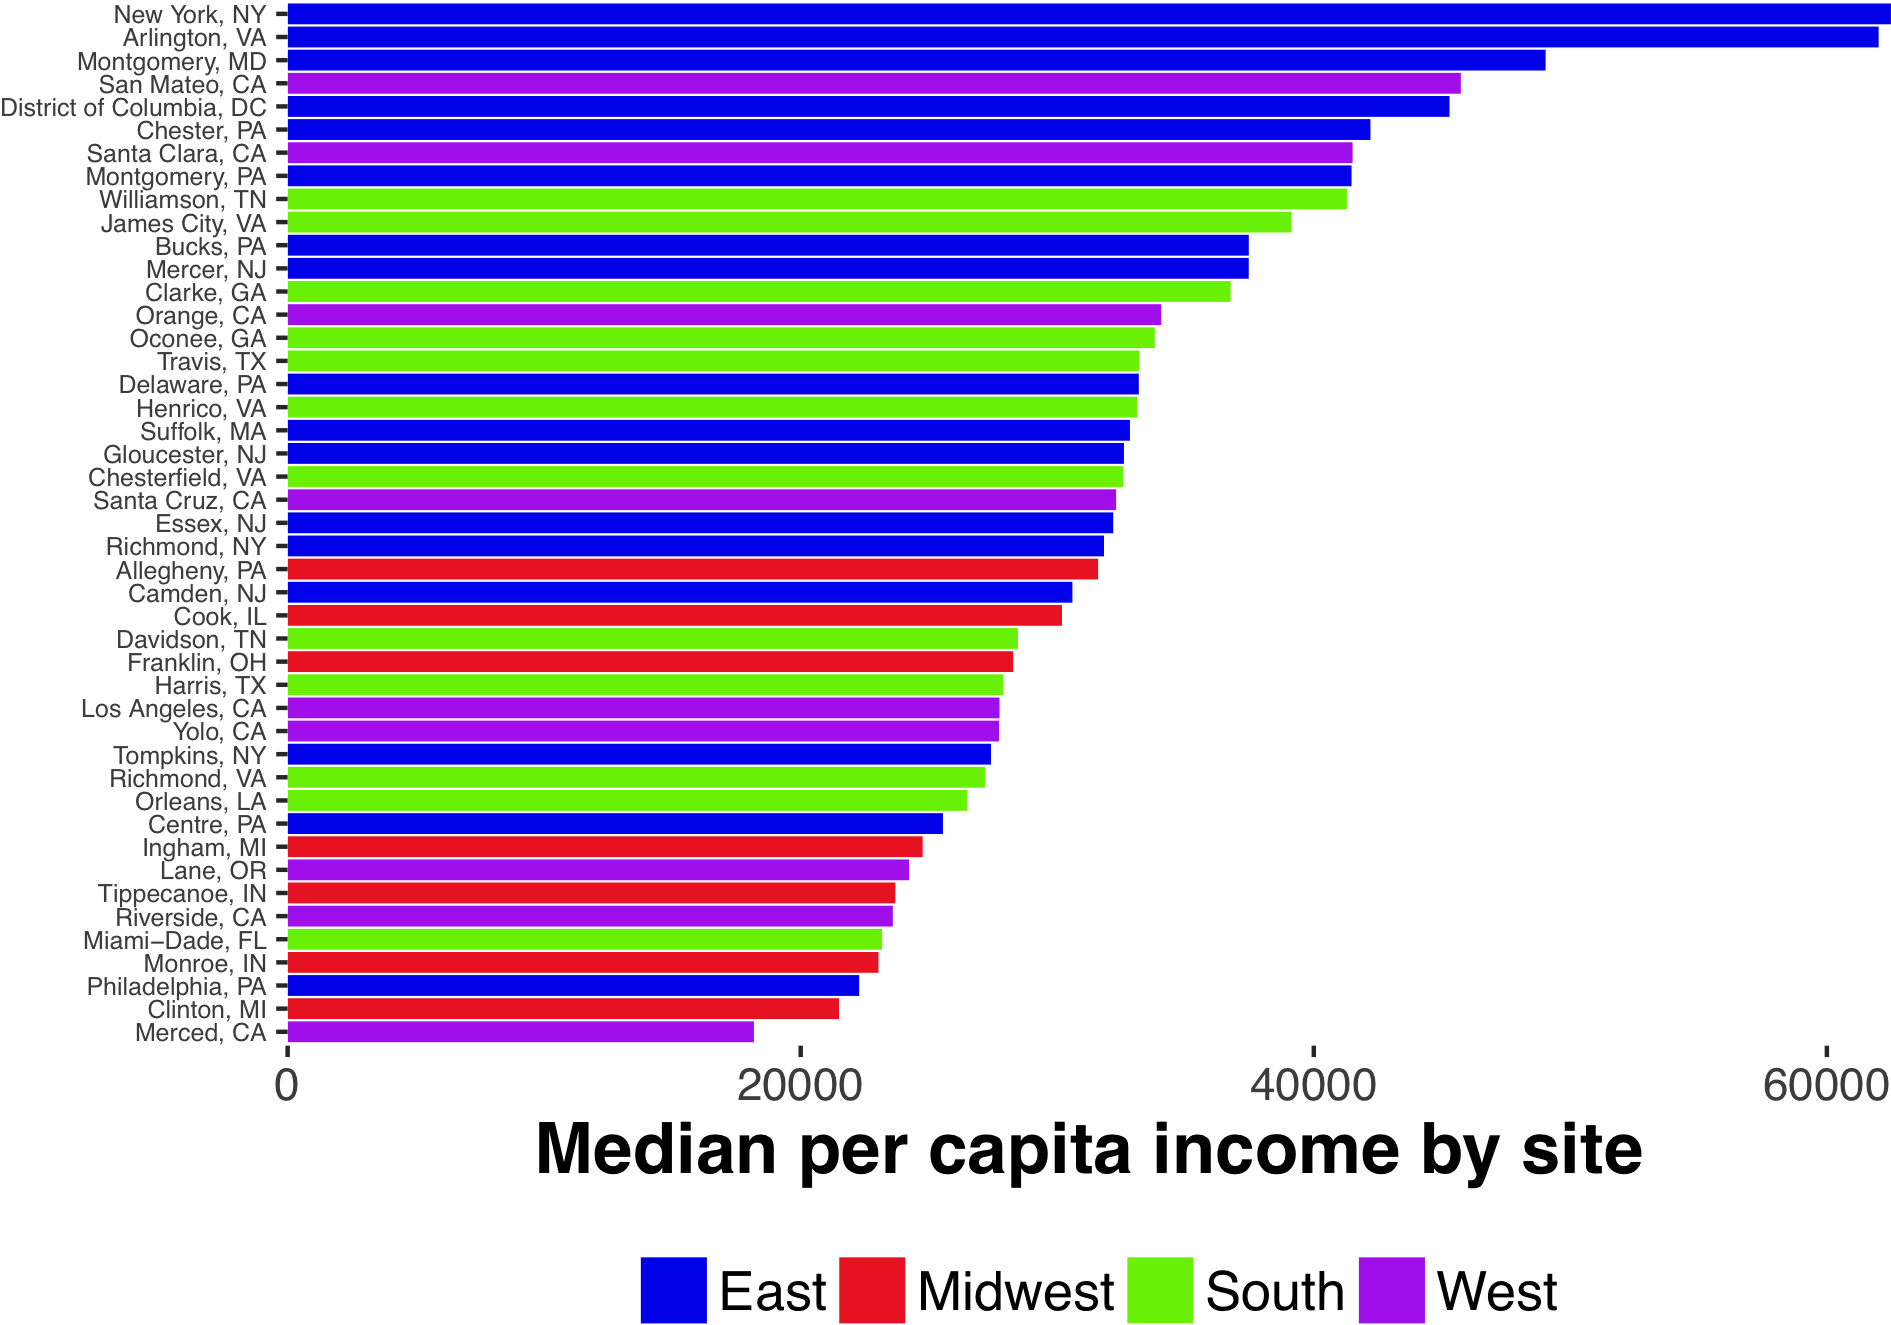 New York, NY
Arlington, VA
Montgomery, MD
San Mateo, CA
District of Columbia, DC
Chester, PA
Santa Clara, CA
Montgomery, PA
Williamson, TN
James City, VA
Bucks, PA
Mercer, NJ
Clarke, GA
Orange, CA
Oconee, GA
Travis, TX
Delaware, PA
Henrico, VA
Suffolk, MA
Gloucester, NJ
Chesterfield, VA
Santa Cruz, CA
Essex, NJ
Richmond, NY
Allegheny, PA
Camden, NJ
Cook, IL
Davidson, TN
Franklin, OH
Harris, TX
Los Angeles, CA
Yolo, CA
Tompkins, NY
Richmond, VA
Orleans, LA
Centre, PA
Ingham, MI
Lane, OR
Tippecanoe, IN
Riverside, CA
Miami−Dade, FL
Monroe, IN
Philadelphia, PA
Clinton, MI
Merced, CA
0 20000 40000 60000
Median per capita income by site
East Midwest South West